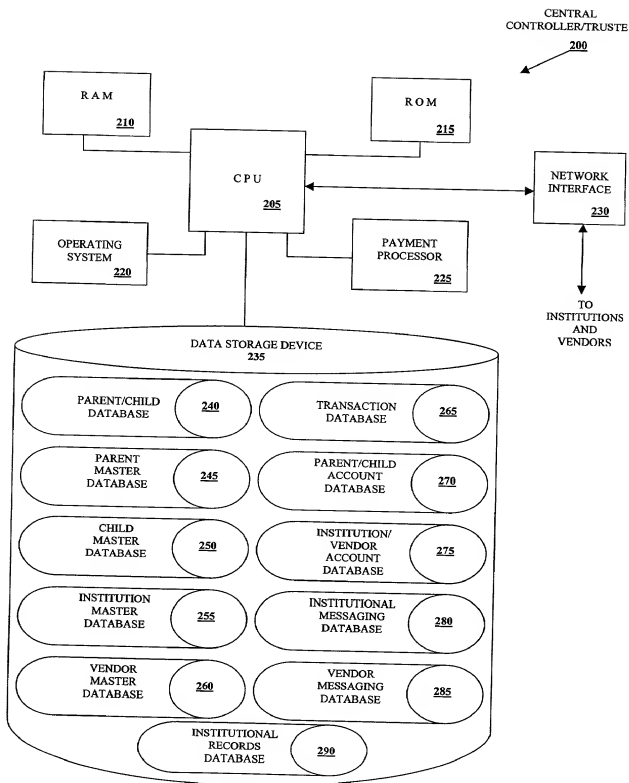 CENTRAL
CONTROLLER/TRUSTE
200
RAM
210
ROM
215
CPU
205
NETWORK
INTERFACE
230
OPERATING
SYSTEM
220
PAYMENT
PROCESSOR
225
TO
INSTITUTIONS
AND
VENDORS
DATA STORAGE DEVICE
235
PARENT/CHILD
DATABASE
240
TRANSACTION
DATABASE
265
PARENT
MASTER
DATABASE
245
PARENT/CHILD
ACCOUNT
DATABASE
270
CHILD
MASTER
DATABASE
250
INSTITUTION/
VENDOR
ACCOUNT
DATABASE
275
INSTITUTION
MASTER
DATABASE
255
INSTITUTIONAL
MESSAGING
DATABASE
280
VENDOR
MASTER
DATABASE
260
VENDOR
MESSAGING
DATABASE
285
INSTITUTIONAL
RECORDS
DATABASE
290